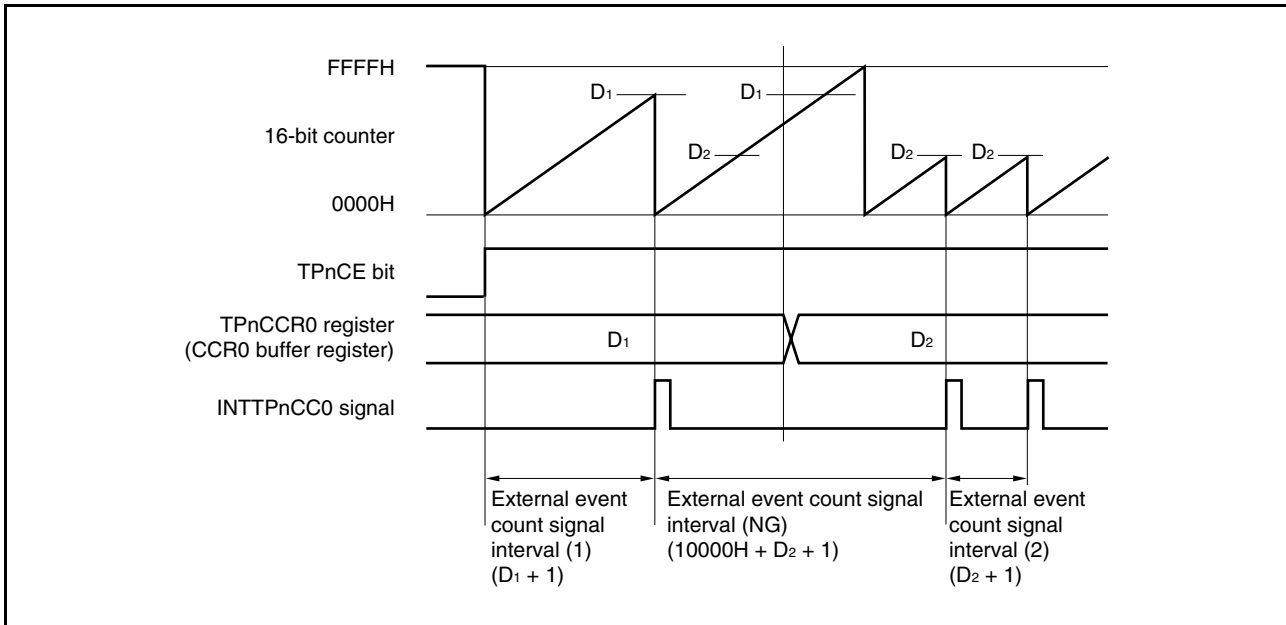 FFFFH
D1
D1
16-bit counter
D2
D2
D2
0000H
TPnCE bit
TPnCCR0 register
(CCR0 buffer register)
D1
D2
INTTPnCC0 signal
External event
count signal
interval (1)
(D1 + 1)
External event count signal
interval (NG)
(10000H + D2 + 1)
External event
count signal
interval (2)
(D2 + 1)